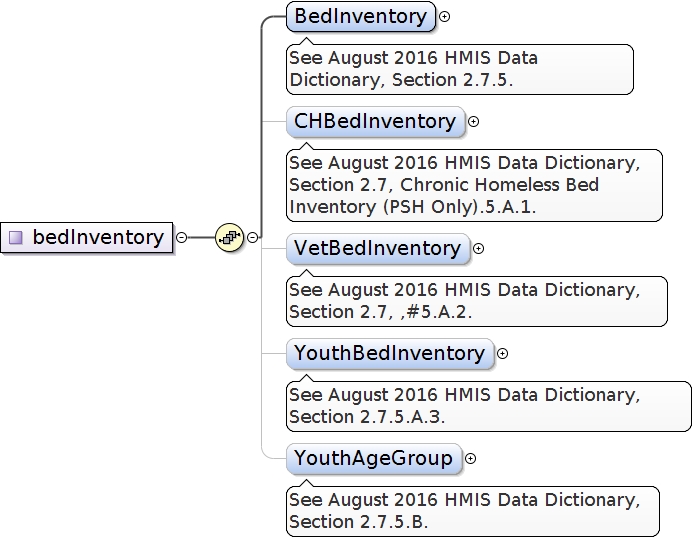 BedInventory
See August 2016 HMIS Data
Dictionary, Section 2.7.5.
CHBedInventory
See August 2016 HMIS Data Dictionary,
Section 2.7, Chronic Homeless Bed
Inventory (PSH Only).5.A.1.
bedInventory
VetBedInventory
See August 2016 HMIS Data Dictionary,
Section 2.7, ,#5.A.2.
YouthBedInventory
See August 2016 HMIS Data Dictionary,
Section 2.7.5.A.3.
YouthAgeGroup
See August 2016 HMIS Data Dictionary,
Section 2.7.5.B.